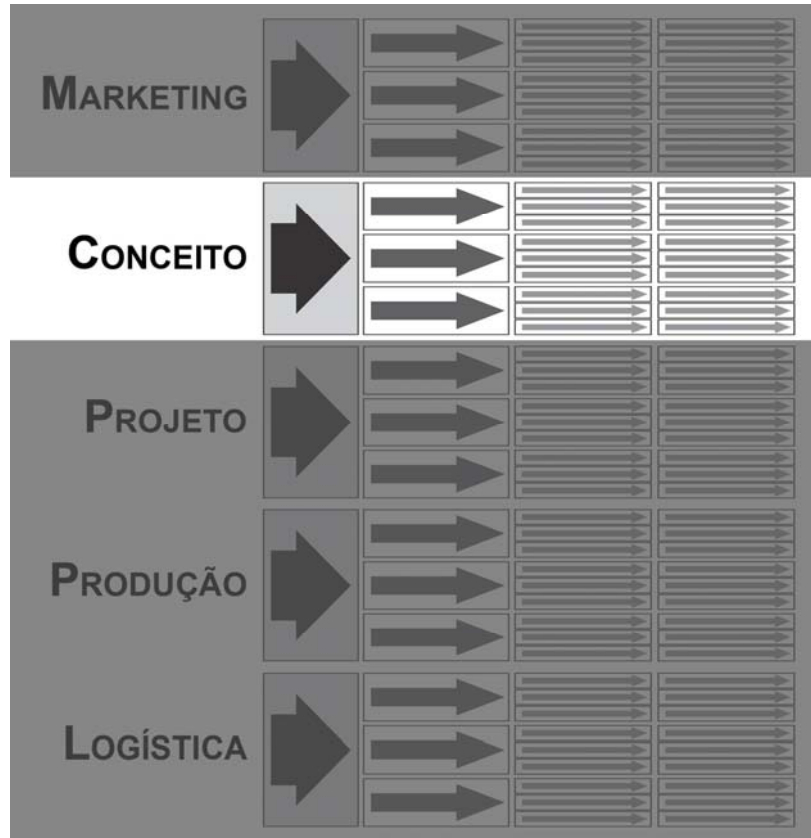 MARKETING
CONCEITO
PROJETO
PRODUÇÃO
LOGÍSTICA